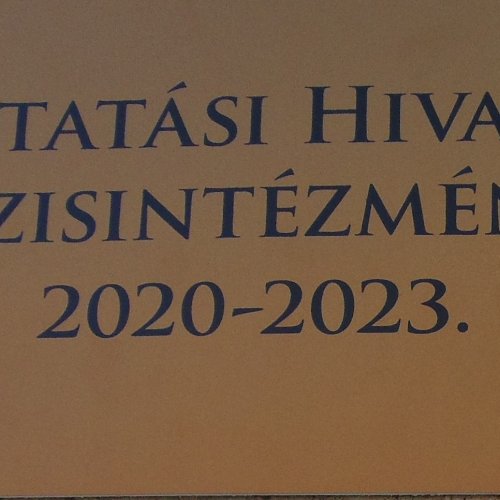 TATÁSI HIVA
ZISINTÉZMÉN
2020-2023.